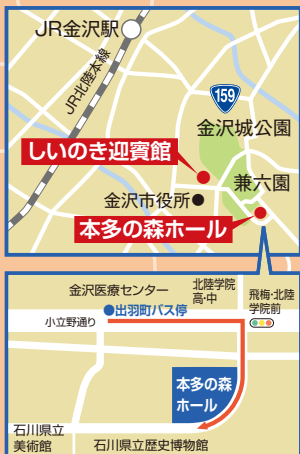 JR金沢駅
JR北陸本線
159
金沢城公園
しいのき迎賓館
兼六園
金沢市役所
本多の森ホール
金沢医療センター
北陸学院
高・中
飛梅・北陸
学院前
出羽町バス停
小立野通り
本多の森
ホール
石川県立
美術館
石川県立歴史博物館